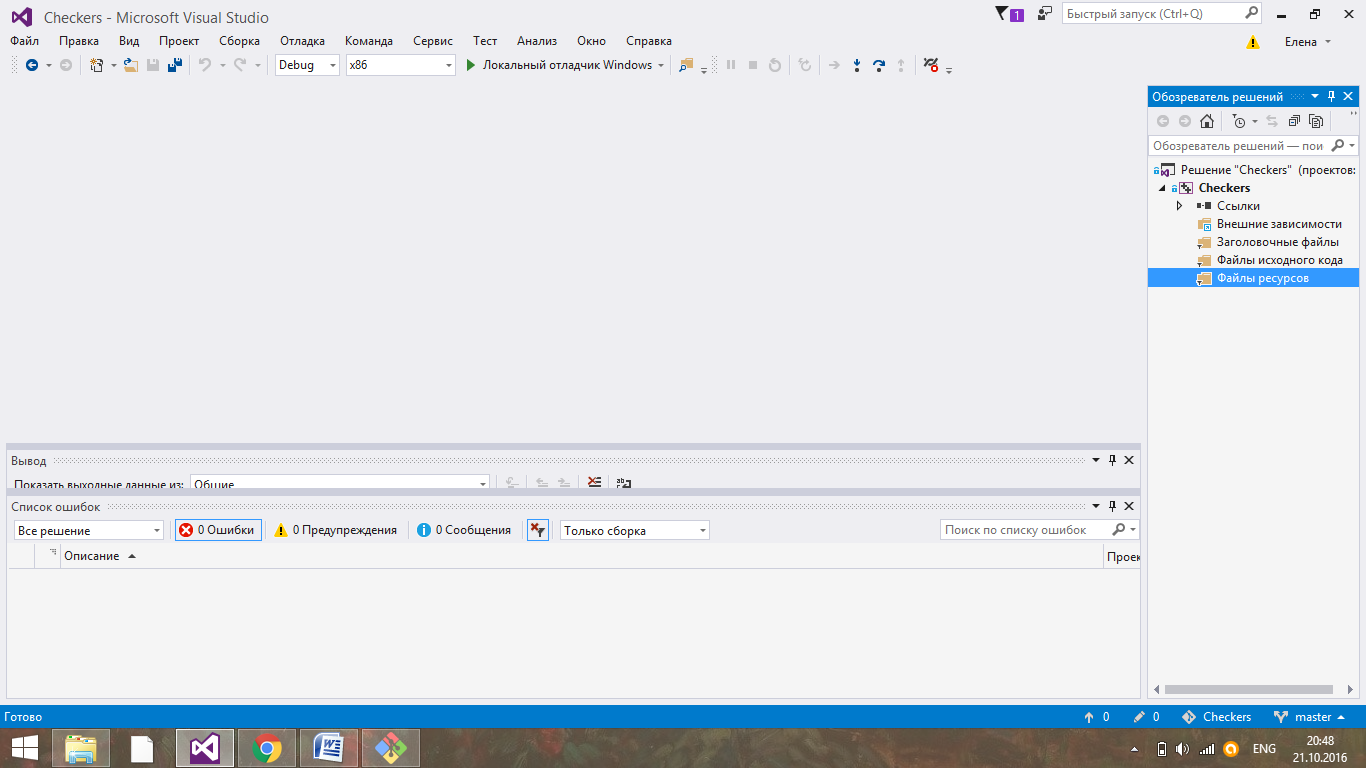 Checkers - Microsoft Visual Studio
1
Быстрый запуск (Ctrl+Q)
Файл Правка Вид Проект Сборка Отладка Команда Сервис Тест Анализ Окно Справка
Елена
Debug x86 Локальный отладчик Windows
Обозреватель решений
Обозреватель решений — пои
Решение "Checkers" (проектов:
Checkers
Ссылки
Внешние зависимости
Заголовочные файлы
Файлы исходного кода
Файлы ресурсов
Вывод
Показать выходные данные из: Общие
Список ошибок
Все решение 0 Ошибки 0 Предупреждения 0 Сообщения Только сборка
Поиск по списку ошибок
Описание Проек
Готово 0 0 Checkers master
ENG 20:48
21.10.2016